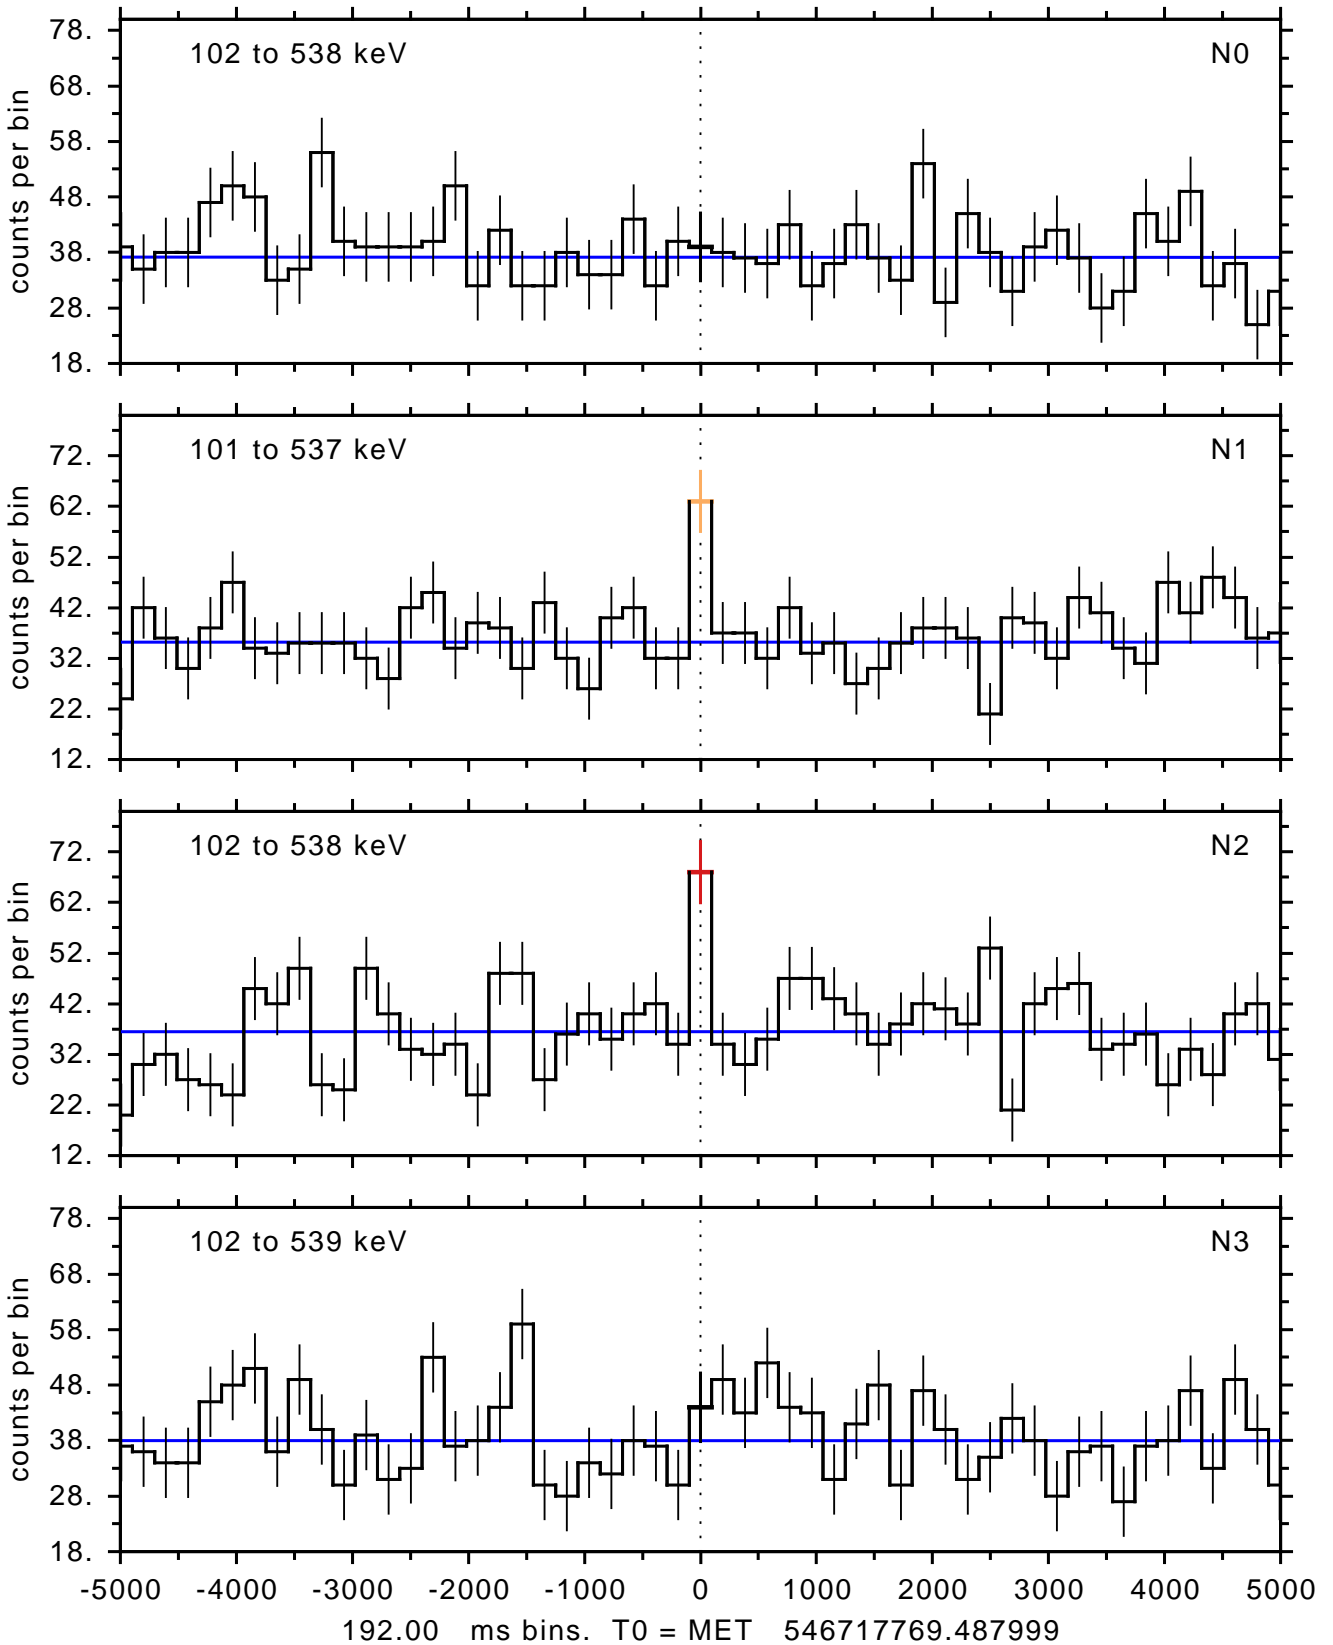 78.
102 to 538 keV N0
68.
58.
48.
38.
28.
18.
counts per bin
101 to 537 keV N1
72.
62.
52.
42.
32.
22.
12.
counts per bin
102 to 538 keV N2
72.
62.
52.
42.
32.
22.
12.
counts per bin
78.
102 to 539 keV N3
68.
58.
48.
38.
28.
18.
counts per bin
-5000 -4000 -3000 -2000 -1000 0 1000 2000 3000 4000 5000
192.00 ms bins. T0 = MET 546717769.487999